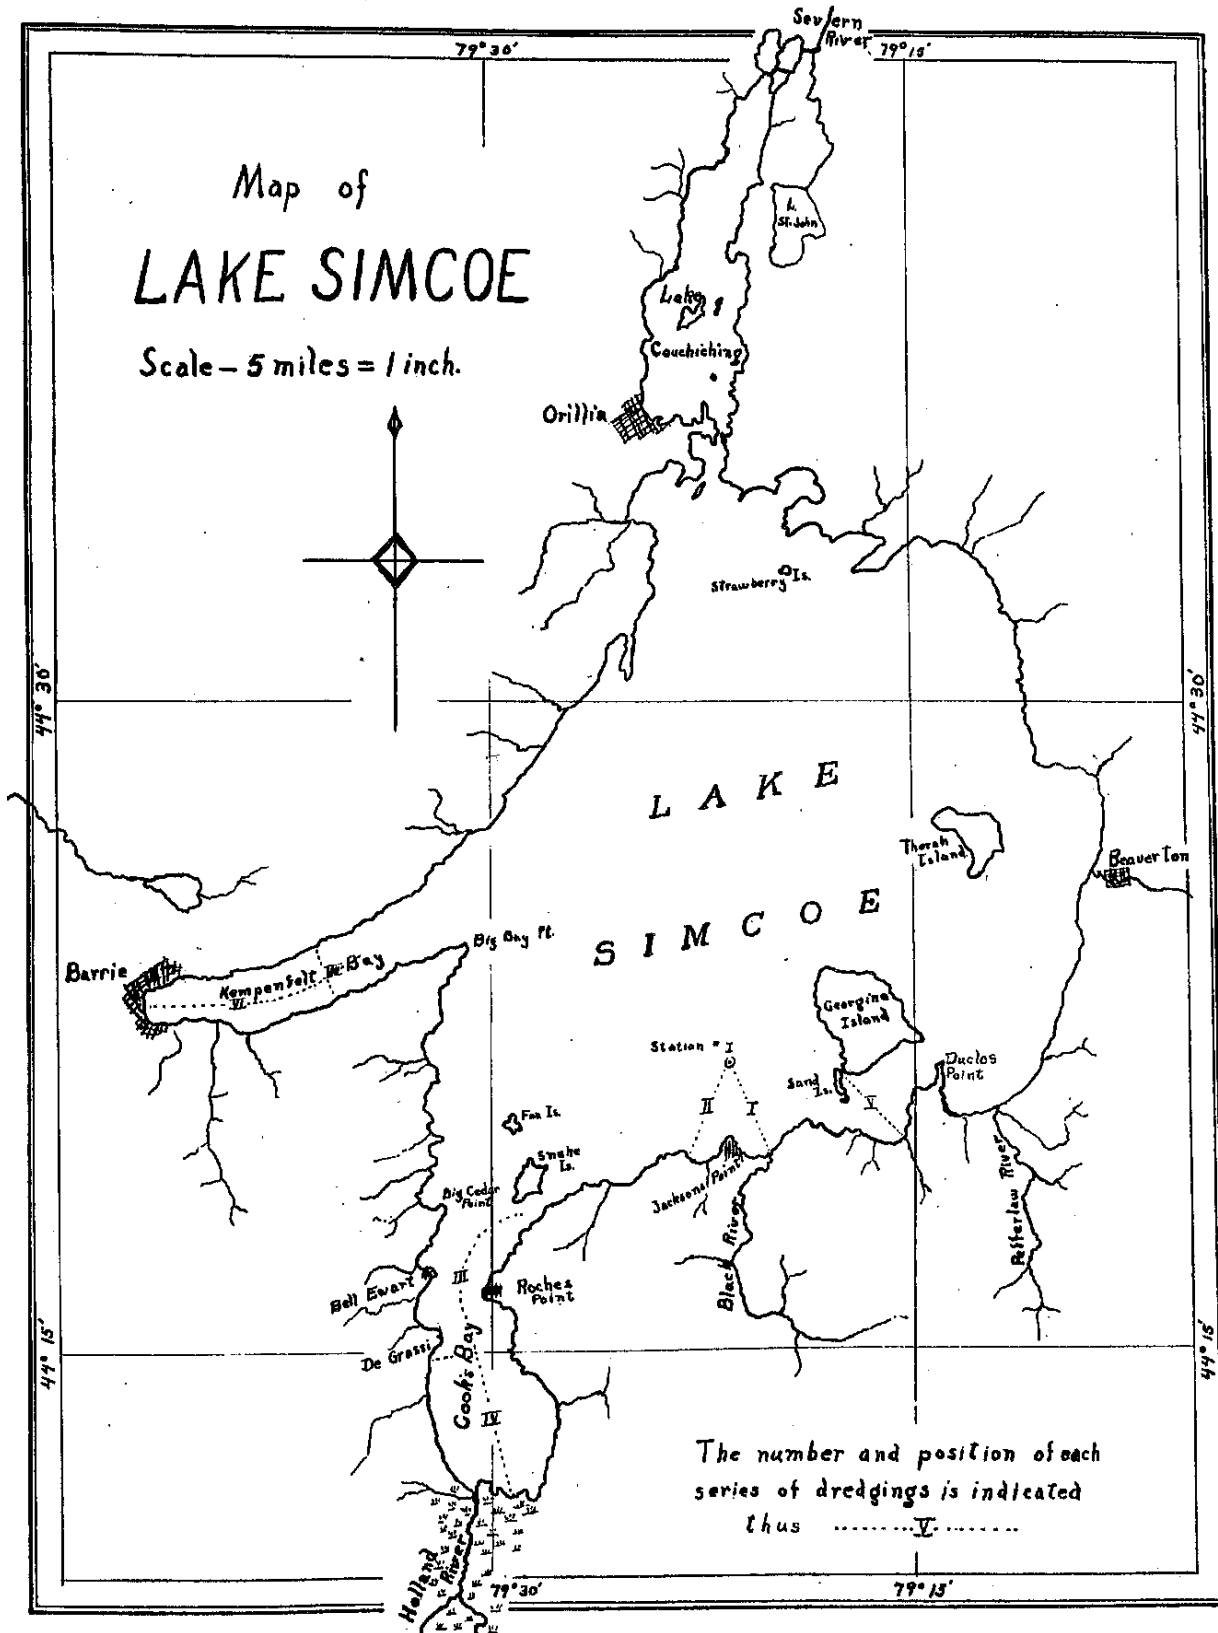 Severn
River
79°30'
79°15'
Map of
LAKE SIMCOE
Scale – 5 miles = 1 inch.
L.
St. John
Lake
Couchiching
Orillia
Strawberry Is.
44° 30'
44° 30'
LAKE
SIMCOE
Thorah
Island
Beaverton
Big Bay Pt.
Barrie
Kempenfelt Bay
VI
Georgina
Island
Station I
Sand
Is.
Duclos
Point
II
I
V
Fox Is.
Snake
Is.
Big Cedar
Point
Jacksons Point
Black River
Pefferlaw River
III
Bell Ewart
Roches
Point
De Grassi
Cook's Bay
IV
44° 15'
44° 15'
The number and position of each
series of dredgings is indicated
thus ........V.......
Holland
River
79°30'
79°15'